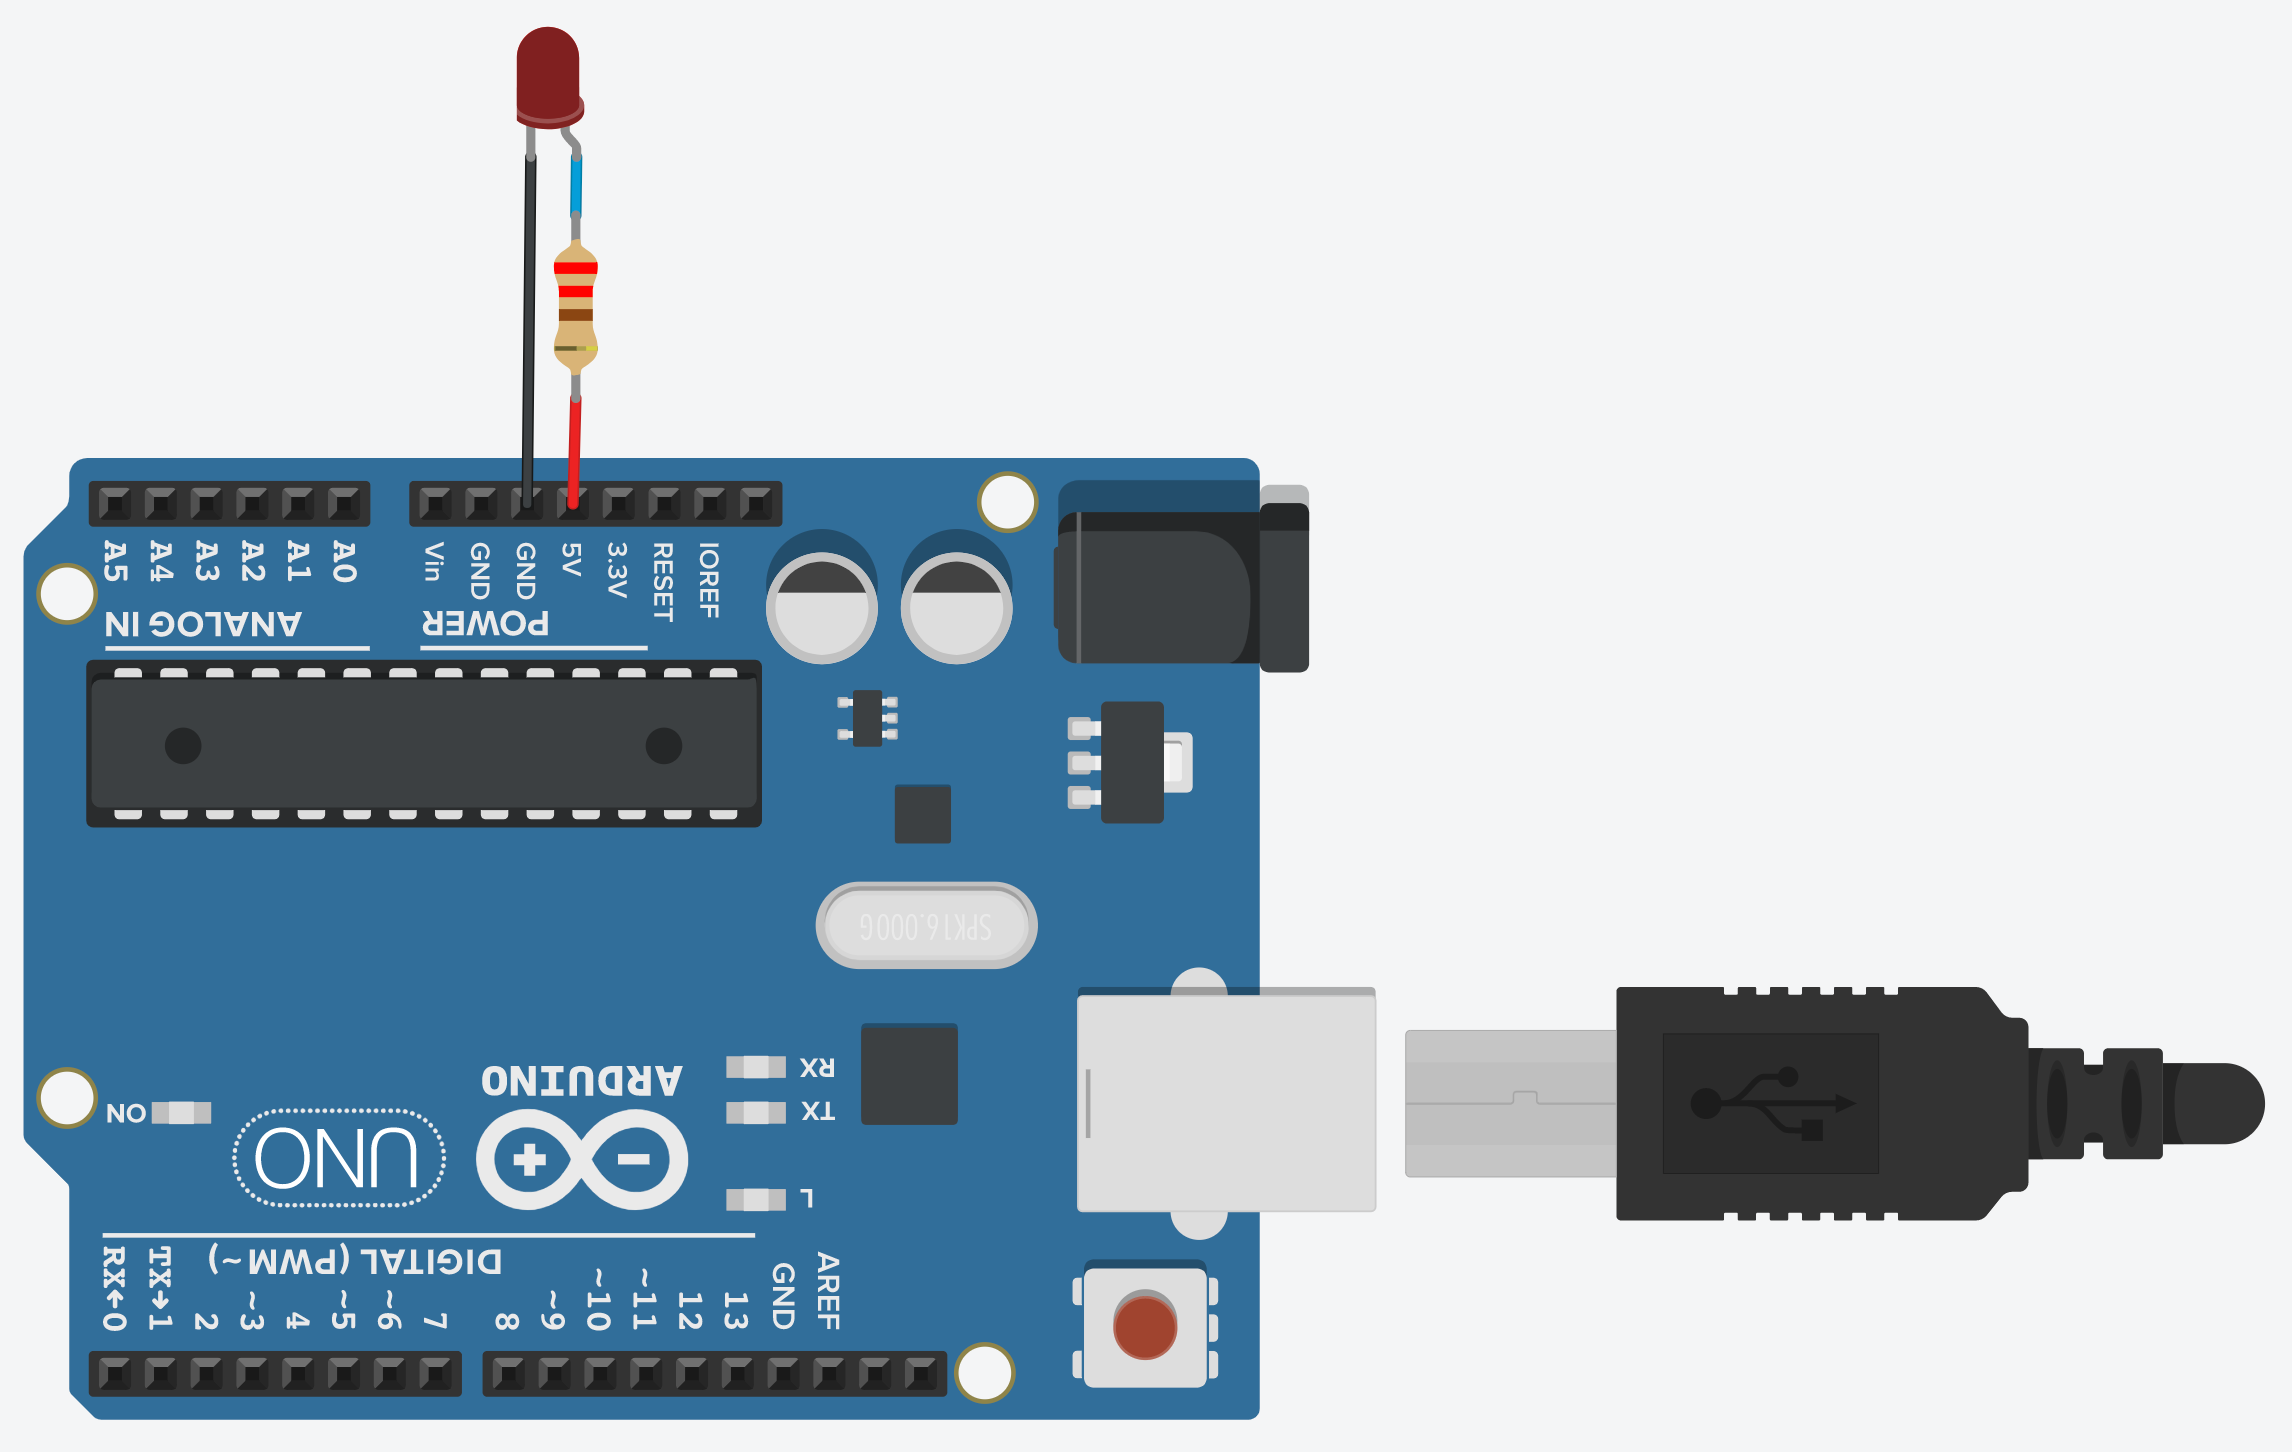 A5 A4 A3 A2 A1 A0
Vin GND GND 5V 3.3V RESET IOREF
ANALOG IN
POWER
SPK16.000G
RX
TX
ON
ARDUINO
UNO
L
DIGITAL (PWM ~)
RX←0 TX→1 2 ~3 4 ~5 ~6 7 8 ~9 ~10 ~11 12 13 GND AREF